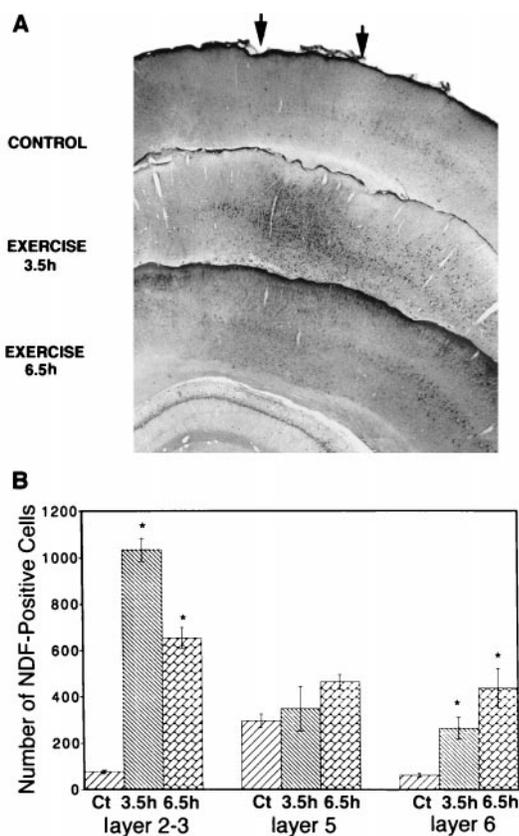 A
CONTROL
EXERCISE
3.5h
EXERCISE
6.5h
B
Number of NDF-Positive Cells
1200
1000
800
600
400
200
0
*
*
*
*
Ct 3.5h 6.5h Ct 3.5h 6.5h Ct 3.5h 6.5h
layer 2-3 layer 5 layer 6